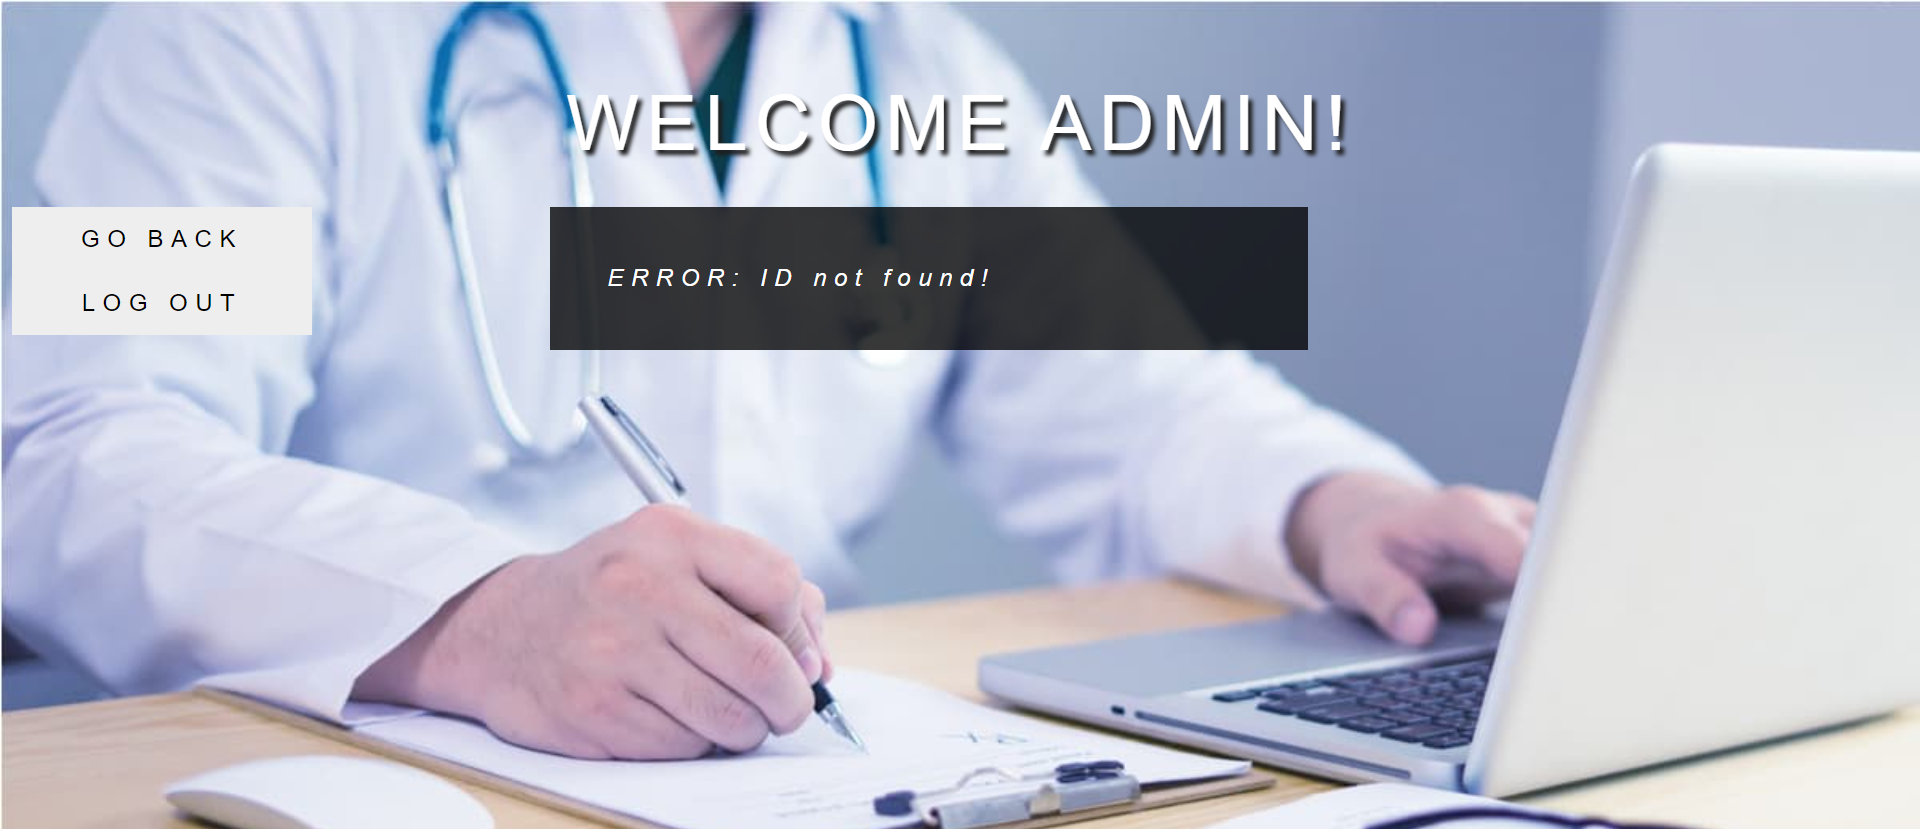 WELCOME ADMIN!
GO BACK
LOG OUT
ERROR: ID not found!